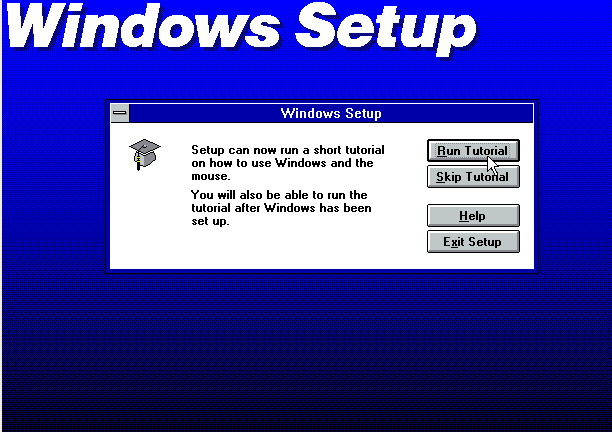 Windows Setup
Windows Setup
Setup can now run a short tutorial
on how to use Windows and the
mouse.
You will also be able to run the
tutorial after Windows has been
set up.
Run Tutorial
Skip Tutorial
Help
Exit Setup